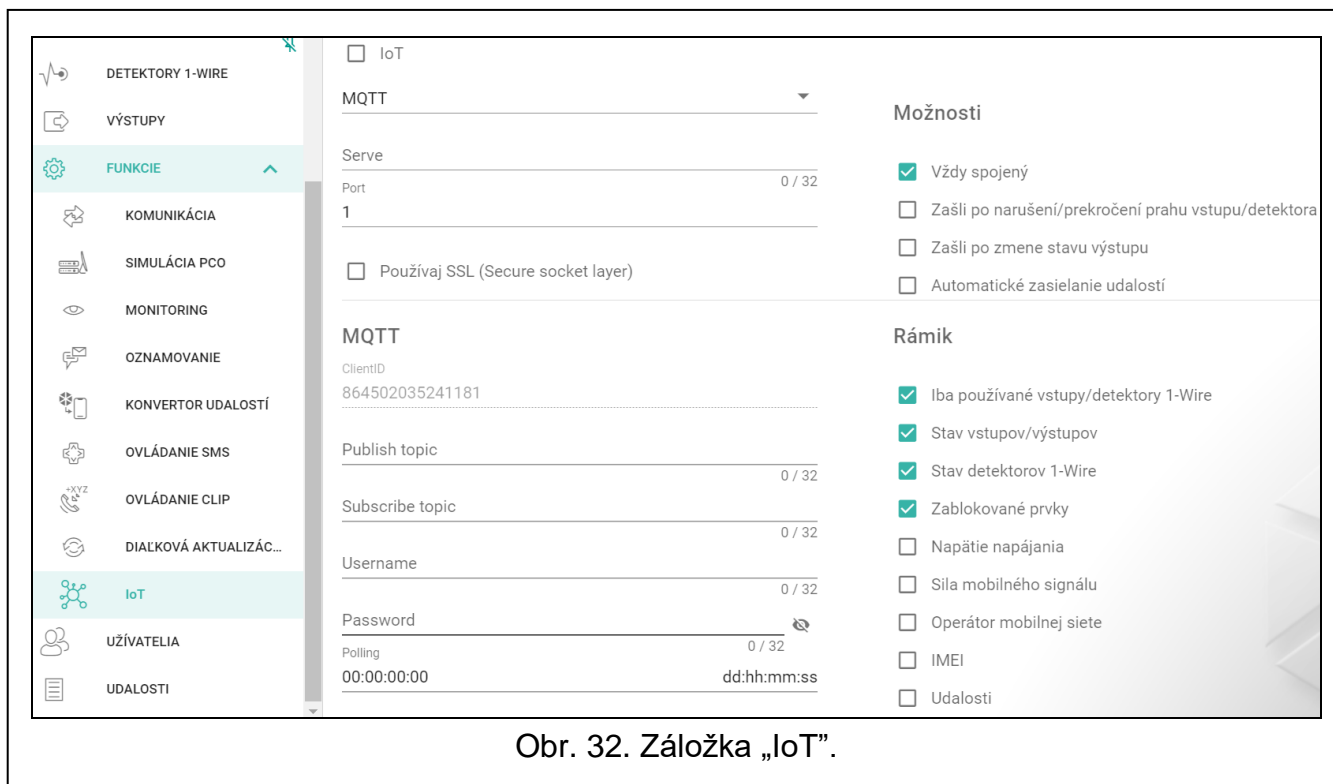 DETEKTORY 1-WIRE
VÝSTUPY
FUNKCIE
KOMUNIKÁCIA
SIMULÁCIA PCO
MONITORING
OZNAMOVANIE
KONVERTOR UDALOSTÍ
OVLÁDANIE SMS
+XYZ
OVLÁDANIE CLIP
DIAĽKOVÁ AKTUALIZÁC...
IoT
UŽÍVATELIA
UDALOSTI
IoT
MQTT
Serve
0 / 32
Port
1
Používaj SSL (Secure socket layer)
MQTT
ClientID
864502035241181
Publish topic
0 / 32
Subscribe topic
0 / 32
Username
0 / 32
Password
0 / 32
Polling
00:00:00:00 dd:hh:mm:ss
Možnosti
Vždy spojený
Zašli po narušení/prekročení prahu vstupu/detektora
Zašli po zmene stavu výstupu
Automatické zasielanie udalostí
Rámik
Iba používané vstupy/detektory 1-Wire
Stav vstupov/výstupov
Stav detektorov 1-Wire
Zablokované prvky
Napätie napájania
Sila mobilného signálu
Operátor mobilnej siete
IMEI
Udalosti
Obr. 32. Záložka „IoT”.